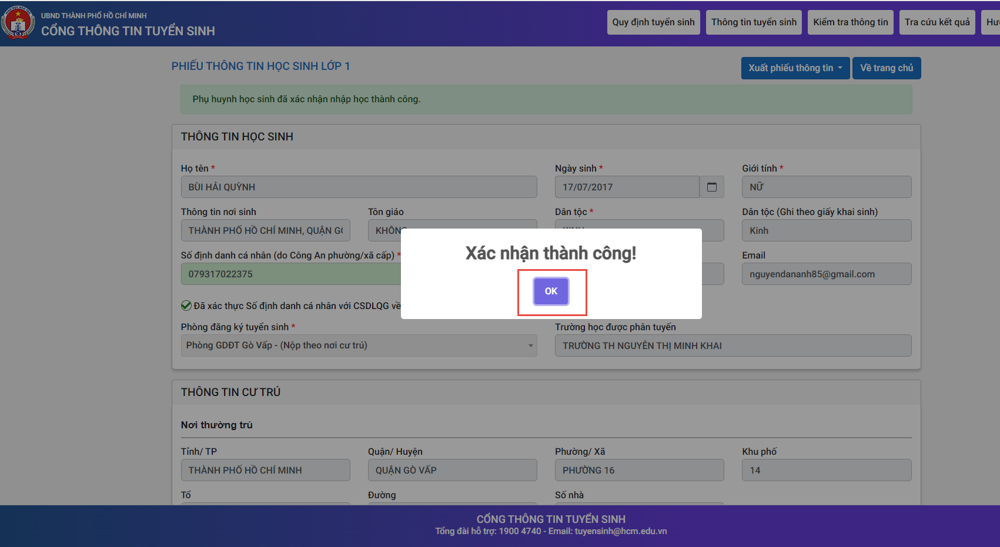 UBND THÀNH PHỐ HỒ CHÍ MINH
CỔNG THÔNG TIN TUYỂN SINH
Quy định tuyển sinh
Thông tin tuyển sinh
Kiểm tra thông tin
Tra cứu kết quả
PHIẾU THÔNG TIN HỌC SINH LỚP 1
Xuất phiếu thông tin
Về trang chủ
Phụ huynh học sinh đã xác nhận nhập học thành công.
THÔNG TIN HỌC SINH
Họ tên *
Ngày sinh *
Giới tính *
BÙI HẢI QUỲNH
17/07/2017
NỮ
Thông tin nơi sinh
Tôn giáo
Dân tộc *
Dân tộc (Ghi theo giấy khai sinh)
THÀNH PHỐ HỒ CHÍ MINH, QUẬN
KHÔNG
KINH
Kinh
Xác nhận thành công!
OK
Số định danh cá nhân (do Công An phường/xã cấp) *
Email
079317022375
nguyendananh85@gmail.com
Đã xác thực Số định danh cá nhân với CSDLQG về
Phòng đăng ký tuyển sinh *
Trường học được phân tuyến
Phòng GDĐT Gò Vấp - (Nộp theo nơi cư trú)
TRƯỜNG TH NGUYỄN THỊ MINH KHAI
THÔNG TIN CƯ TRÚ
Nơi thường trú
Tỉnh/ TP
Quận/ Huyện
Phường/ Xã
Khu phố
THÀNH PHỐ HỒ CHÍ MINH
QUẬN GÒ VẤP
PHƯỜNG 16
14
Tổ
Đường
Số nhà
CỔNG THÔNG TIN TUYỂN SINH
Tổng đài hỗ trợ: 1900 4740 - Email: tuyensinh@hcm.edu.vn